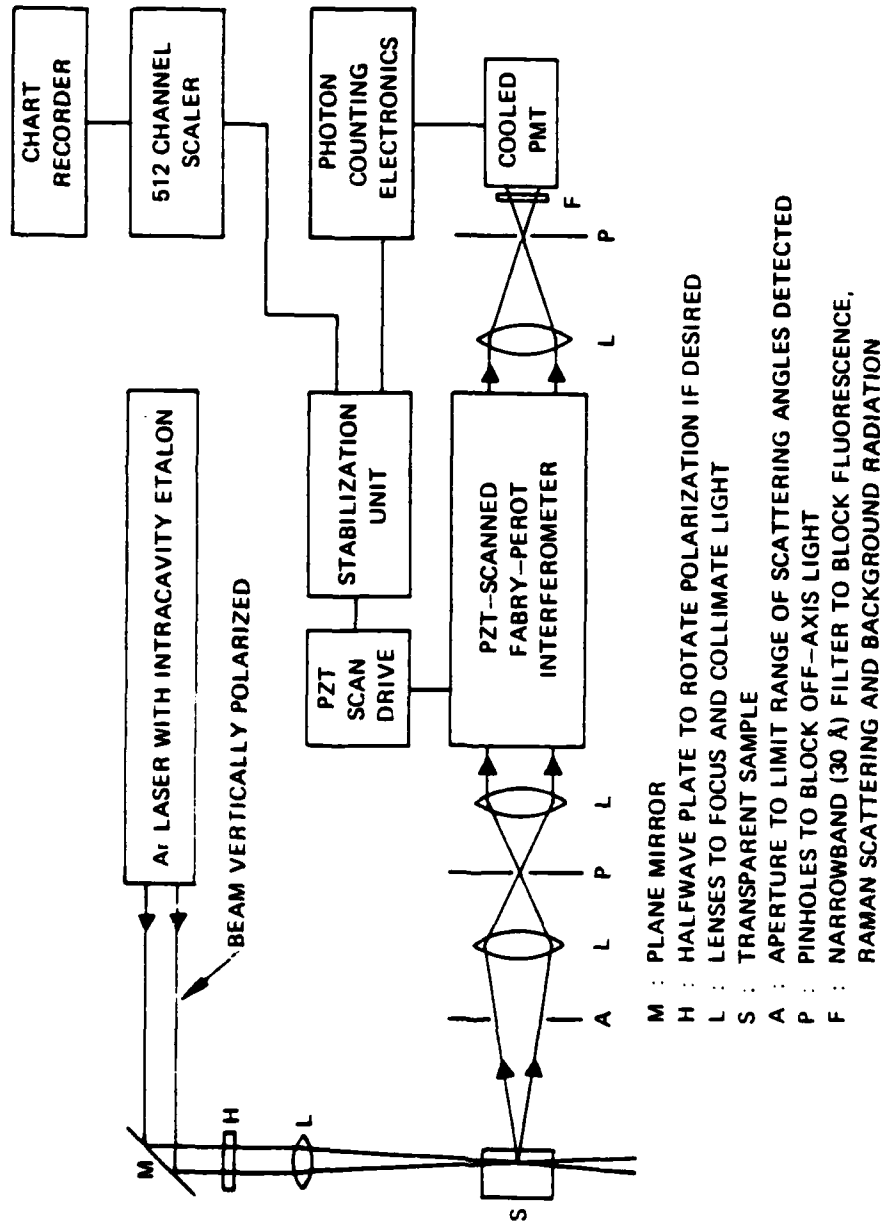 Ar LASER WITH INTRACAVITY ETALON
BEAM VERTICALLY POLARIZED
M
H
L
S
A
L
P
L
PZT
SCAN
DRIVE
STABILIZATION
UNIT
PZT-SCANNED
FABRY-PEROT
INTERFEROMETER
CHART
RECORDER
512 CHANNEL
SCALER
PHOTON
COUNTING
ELECTRONICS
COOLED
PMT
L
P
F
M : PLANE MIRROR
H : HALFWAVE PLATE TO ROTATE POLARIZATION IF DESIRED
L : LENSES TO FOCUS AND COLLIMATE LIGHT
S : TRANSPARENT SAMPLE
A : APERTURE TO LIMIT RANGE OF SCATTERING ANGLES DETECTED
P : PINHOLES TO BLOCK OFF-AXIS LIGHT
F : NARROWBAND (30 Å) FILTER TO BLOCK FLUORESCENCE,
RAMAN SCATTERING AND BACKGROUND RADIATION